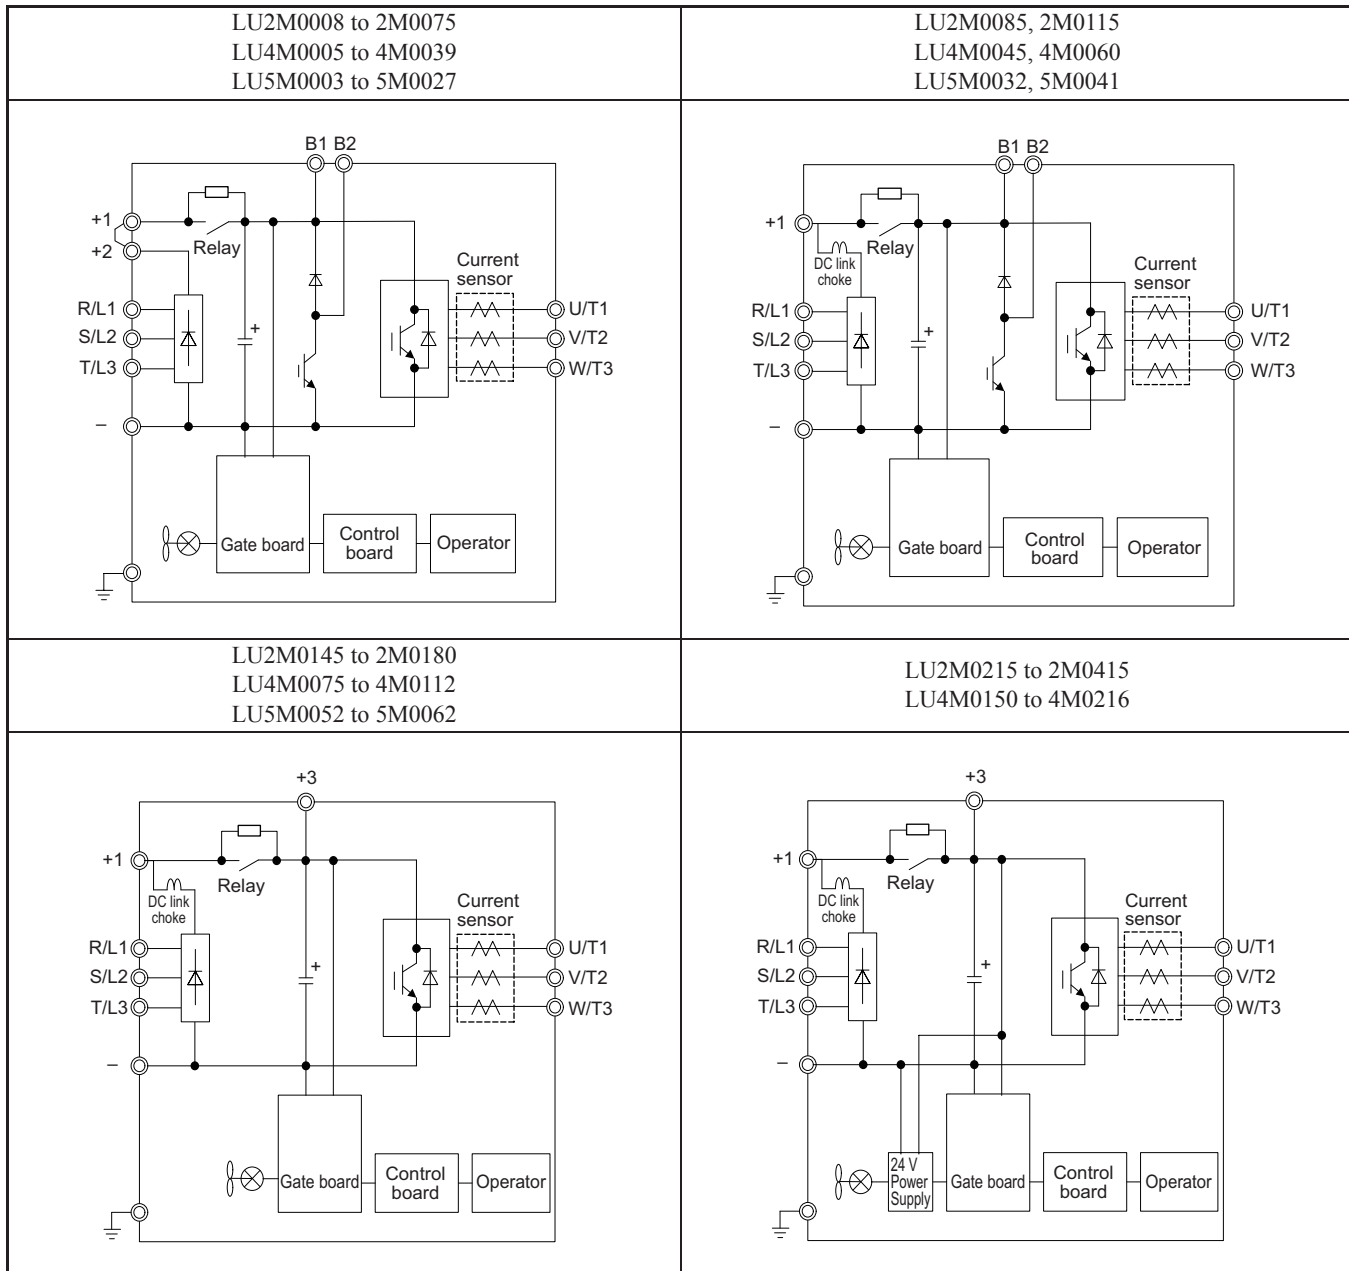 LU2M0008 to 2M0075
LU4M0005 to 4M0039
LU5M0003 to 5M0027
LU2M0085, 2M0115
LU4M0045, 4M0060
LU5M0032, 5M0041
B1 B2
+1
Relay
+2
Current
sensor
R/L1
U/T1
S/L2
+
V/T2
T/L3
W/T3
–
Gate board
Control
board
Operator
B1 B2
+1
Relay
DC link
choke
Current
sensor
R/L1
U/T1
S/L2
+
V/T2
T/L3
W/T3
–
Gate board
Control
board
Operator
LU2M0145 to 2M0180
LU4M0075 to 4M0112
LU5M0052 to 5M0062
LU2M0215 to 2M0415
LU4M0150 to 4M0216
+3
+1
Relay
DC link
choke
Current
sensor
R/L1
U/T1
S/L2
+
V/T2
T/L3
W/T3
–
Gate board
Control
board
Operator
+3
+1
Relay
DC link
choke
Current
sensor
R/L1
U/T1
S/L2
+
V/T2
T/L3
W/T3
–
24 V
Power
Supply
Gate board
Control
board
Operator